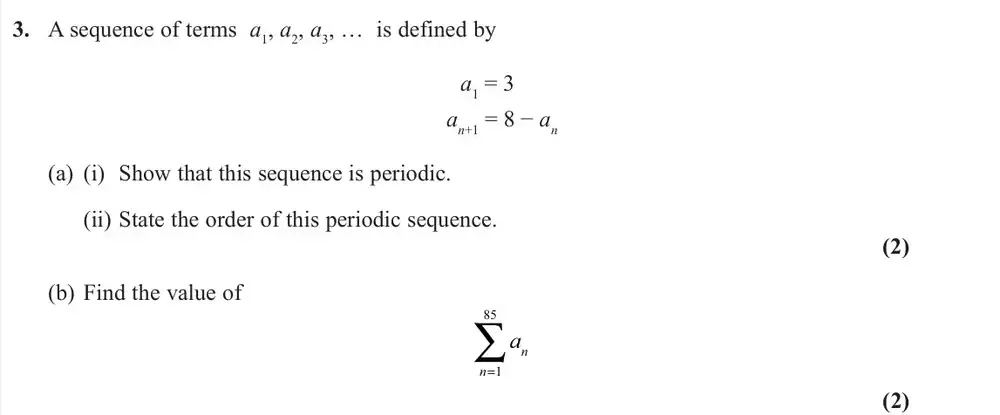 3. A sequence of terms a₁, a₂, a₃, … is defined by
a₁ = 3
aₙ₊₁ = 8 − aₙ
(a) (i) Show that this sequence is periodic.
(ii) State the order of this periodic sequence.
(2)
(b) Find the value of
85
∑ aₙ
n=1
(2)